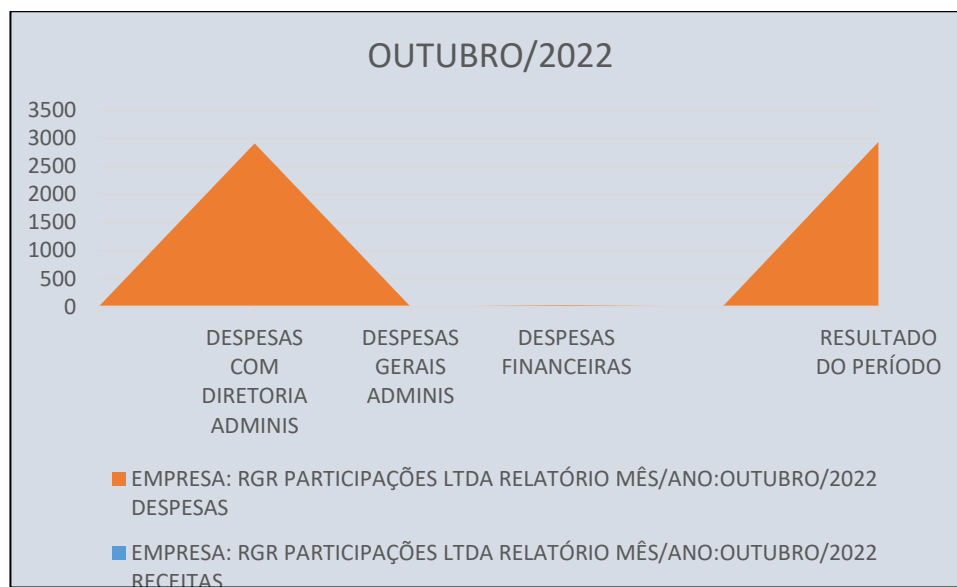 OUTUBRO/2022
3500
3000
2500
2000
1500
1000
500
0
DESPESAS
COM
DIRETORIA
ADMINIS
DESPESAS
GERAIS
ADMINIS
DESPESAS
FINANCEIRAS
RESULTADO
DO PERÍODO
EMPRESA: RGR PARTICIPAÇÕES LTDA RELATÓRIO MÊS/ANO:OUTUBRO/2022
DESPESAS
EMPRESA: RGR PARTICIPAÇÕES LTDA RELATÓRIO MÊS/ANO:OUTUBRO/2022
RECEITAS